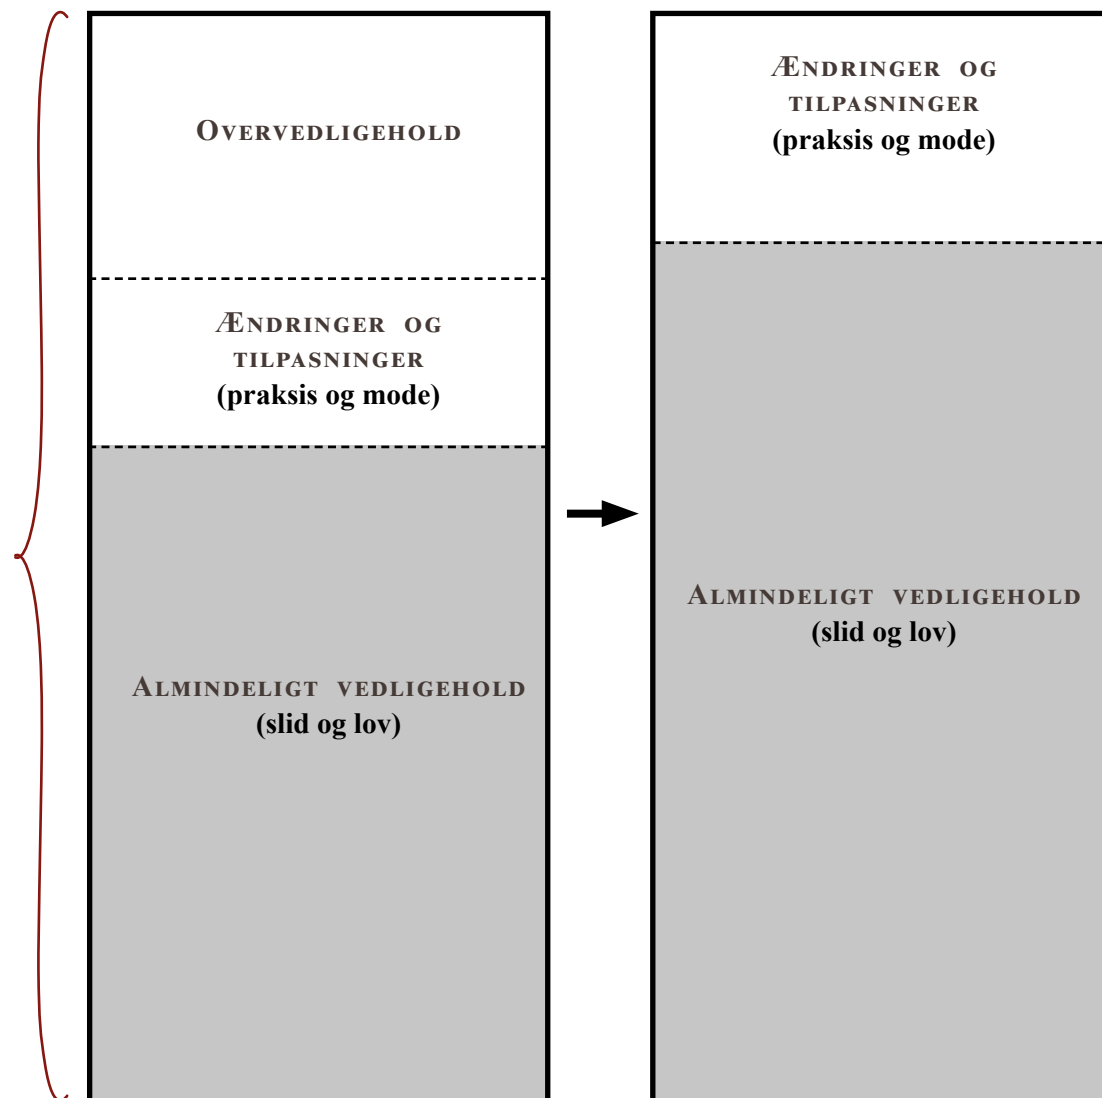 Overvedligehold
Ændringer og
tilpasninger
(praksis og mode)
Almindeligt vedligehold
(slid og lov)
Ændringer og
tilpasninger
(praksis og mode)
Almindeligt vedligehold
(slid og lov)